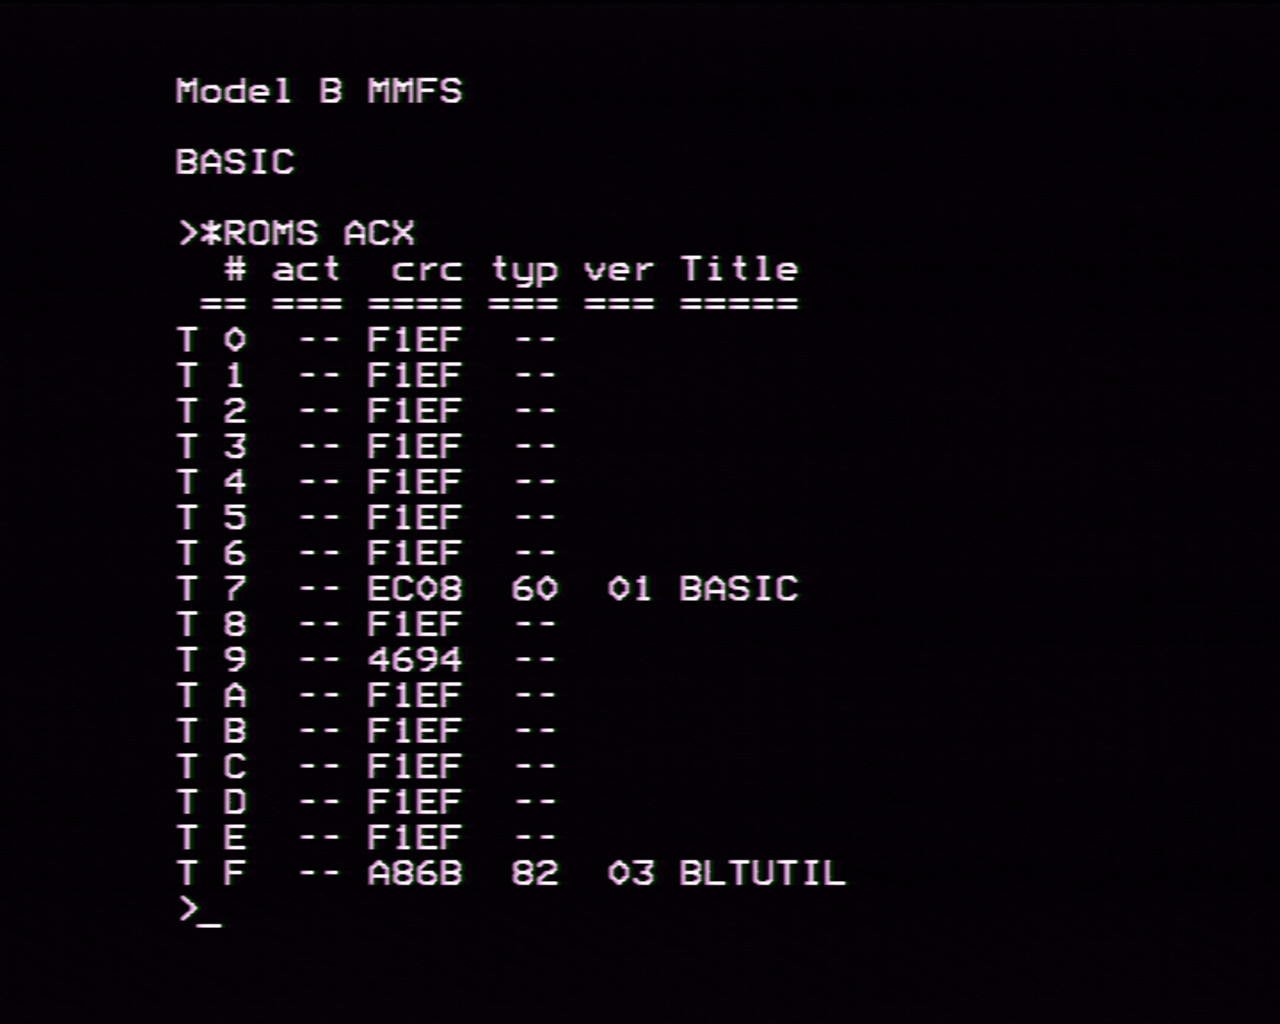 Model B MMFS
BASIC
>*ROMS ACX
  # act  crc typ ver Title
 == === ==== === === =====
T 0  -- F1EF  --
T 1  -- F1EF  --
T 2  -- F1EF  --
T 3  -- F1EF  --
T 4  -- F1EF  --
T 5  -- F1EF  --
T 6  -- F1EF  --
T 7  -- EC08  60  01 BASIC
T 8  -- F1EF  --
T 9  -- 4694  --
T A  -- F1EF  --
T B  -- F1EF  --
T C  -- F1EF  --
T D  -- F1EF  --
T E  -- F1EF  --
T F  -- A86B  82  03 BLTUTIL
>_